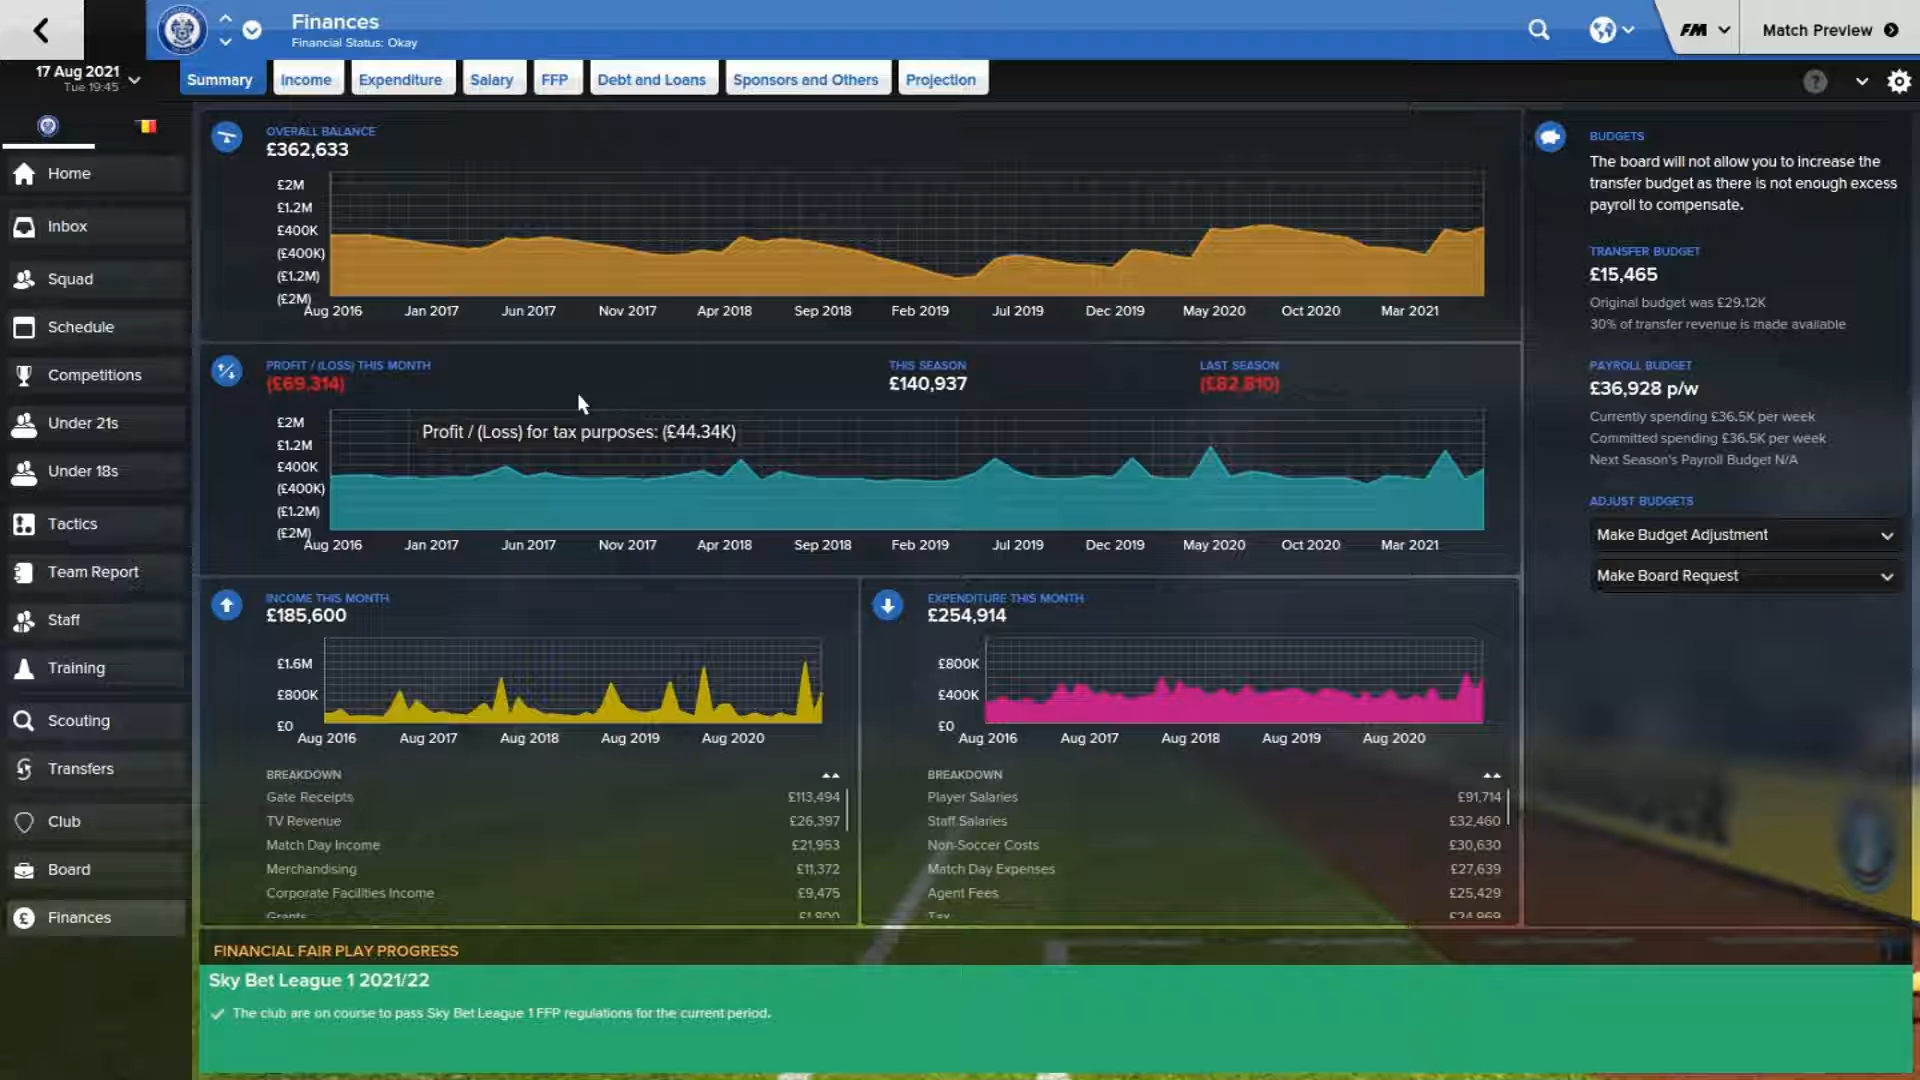 Finances
Financial Status: Okay
FM
Match Preview
17 Aug 2021
Tue 19:45
Summary
Income
Expenditure
Salary
FFP
Debt and Loans
Sponsors and Others
Projection
?
Home
Inbox
Squad
Schedule
Competitions
Under 21s
Under 18s
Tactics
Team Report
Staff
Training
Scouting
Transfers
Club
Board
£
Finances
OVERALL BALANCE
£362,633
£2M
£1.2M
£400K
(£400K)
(£1.2M)
(£2M)
Aug 2016 Jan 2017 Jun 2017 Nov 2017 Apr 2018 Sep 2018 Feb 2019 Jul 2019 Dec 2019 May 2020 Oct 2020 Mar 2021
PROFIT / (LOSS) THIS MONTH
(£69,314)
THIS SEASON
£140,937
LAST SEASON
(£82,810)
Profit / (Loss) for tax purposes: (£44.34K)
£2M
£1.2M
£400K
(£400K)
(£1.2M)
(£2M)
Aug 2016 Jan 2017 Jun 2017 Nov 2017 Apr 2018 Sep 2018 Feb 2019 Jul 2019 Dec 2019 May 2020 Oct 2020 Mar 2021
INCOME THIS MONTH
£185,600
£1.6M
£800K
£0
Aug 2016 Aug 2017 Aug 2018 Aug 2019 Aug 2020
BREAKDOWN
Gate Receipts £113,494
TV Revenue £26,397
Match Day Income £21,953
Merchandising £11,372
Corporate Facilities Income £9,475
Grants £1,800
EXPENDITURE THIS MONTH
£254,914
£800K
£400K
£0
Aug 2016 Aug 2017 Aug 2018 Aug 2019 Aug 2020
BREAKDOWN
Player Salaries £91,714
Staff Salaries £32,460
Non-Soccer Costs £30,630
Match Day Expenses £27,639
Agent Fees £25,429
Tax £24,969
BUDGETS
The board will not allow you to increase the
transfer budget as there is not enough excess
payroll to compensate.
TRANSFER BUDGET
£15,465
Original budget was £29.12K
30% of transfer revenue is made available
PAYROLL BUDGET
£36,928 p/w
Currently spending £36.5K per week
Committed spending £36.5K per week
Next Season's Payroll Budget N/A
ADJUST BUDGETS
Make Budget Adjustment
Make Board Request
FINANCIAL FAIR PLAY PROGRESS
Sky Bet League 1 2021/22
The club are on course to pass Sky Bet League 1 FFP regulations for the current period.